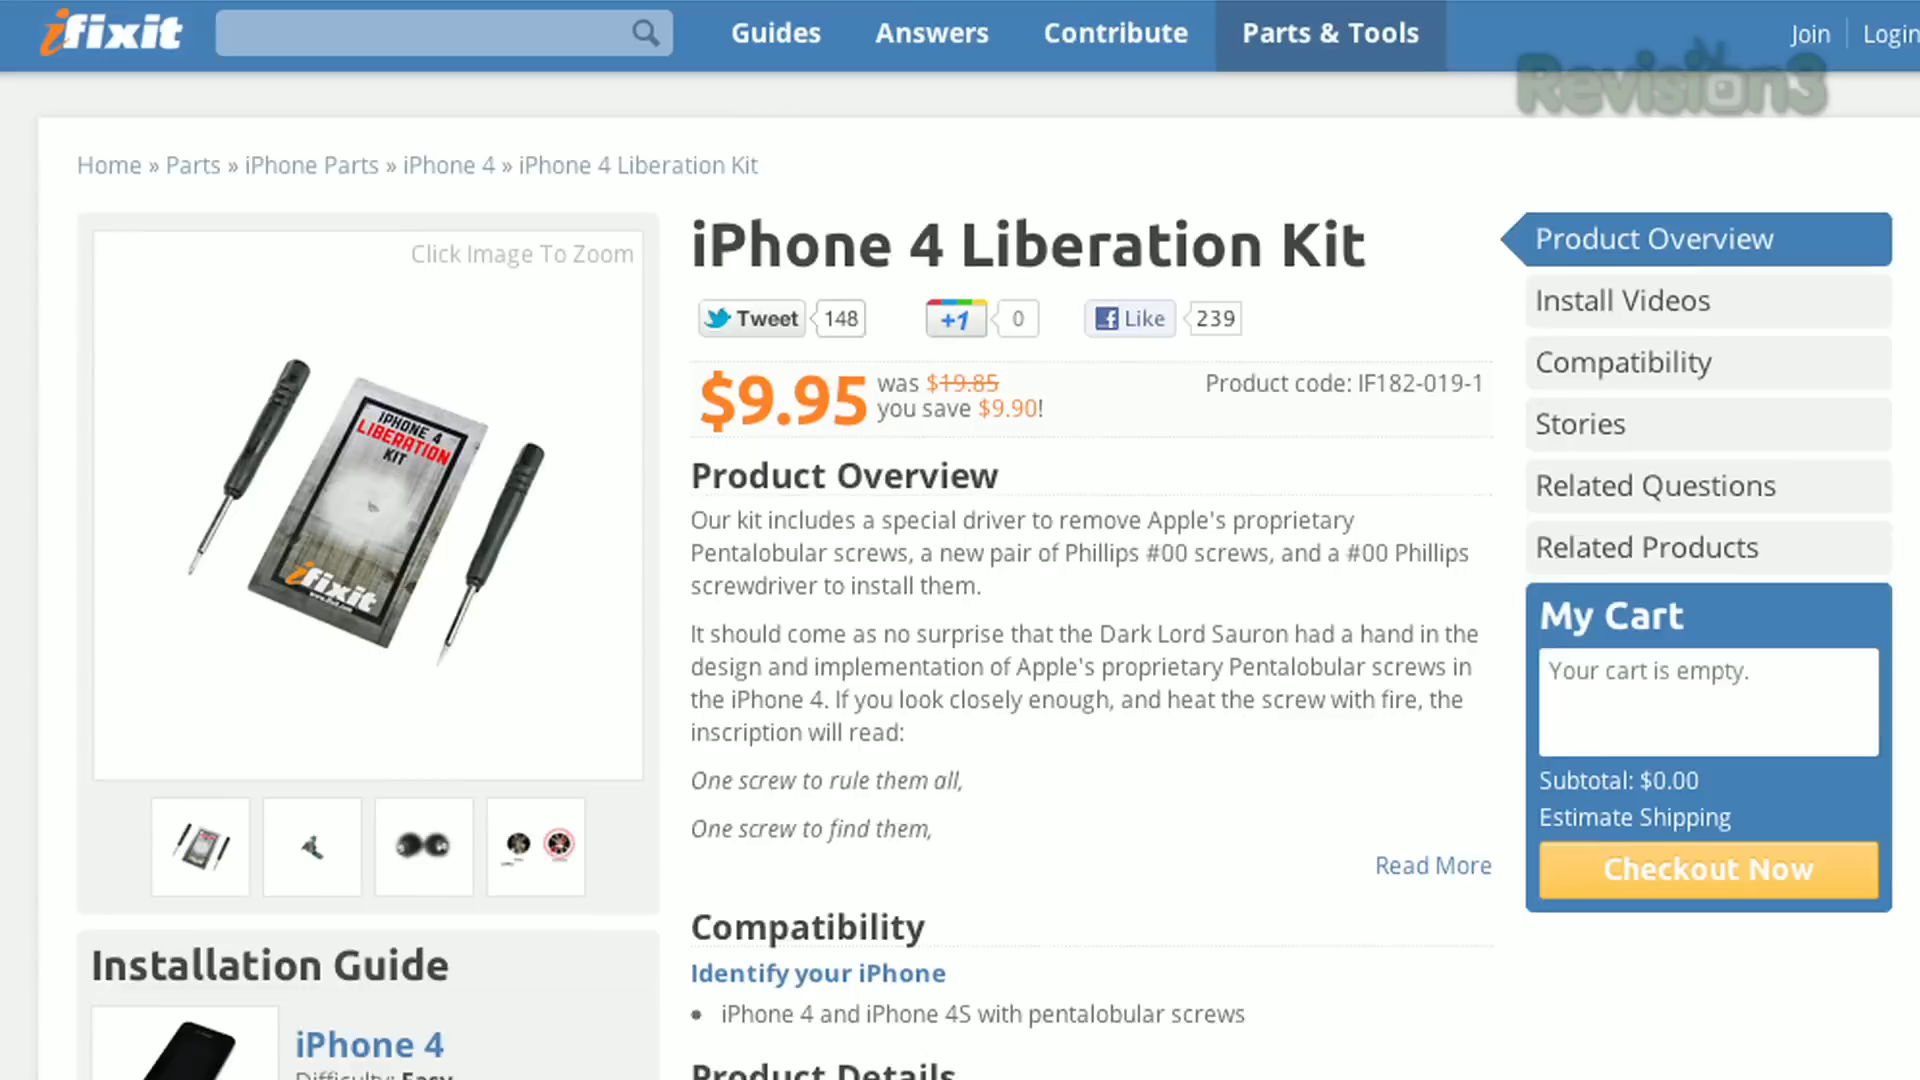 ifixit
Guides
Answers
Contribute
Parts & Tools
Join
Login
Revision3
Home » Parts » iPhone Parts » iPhone 4 » iPhone 4 Liberation Kit
Click Image To Zoom
IPHONE 4
LIBERATION
KIT
ifixit
www.ifixit.com
iPhone 4 Liberation Kit
Tweet 148
+1 0
Like 239
$9.95
was $19.85
you save $9.90!
Product code: IF182-019-1
Product Overview
Our kit includes a special driver to remove Apple's proprietary
Pentalobular screws, a new pair of Phillips #00 screws, and a #00 Phillips
screwdriver to install them.
It should come as no surprise that the Dark Lord Sauron had a hand in the
design and implementation of Apple's proprietary Pentalobular screws in
the iPhone 4. If you look closely enough, and heat the screw with fire, the
inscription will read:
One screw to rule them all,
One screw to find them,
Read More
Compatibility
Identify your iPhone
• iPhone 4 and iPhone 4S with pentalobular screws
Product Details
Product Overview
Install Videos
Compatibility
Stories
Related Questions
Related Products
My Cart
Your cart is empty.
Subtotal: $0.00
Estimate Shipping
Checkout Now
Installation Guide
iPhone 4
Difficulty: Easy